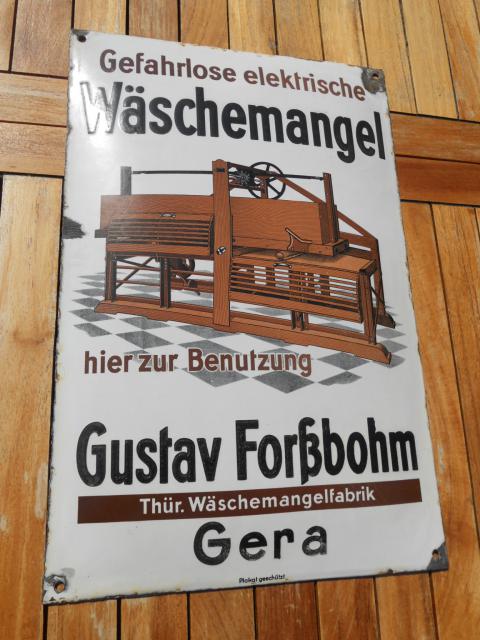 Gefahrlose elektrische
Wäschemangel
hier zur Benutzung
Gustav Forßbohm
Thür. Wäschemangelfabrik
Gera
Plakat geschützt